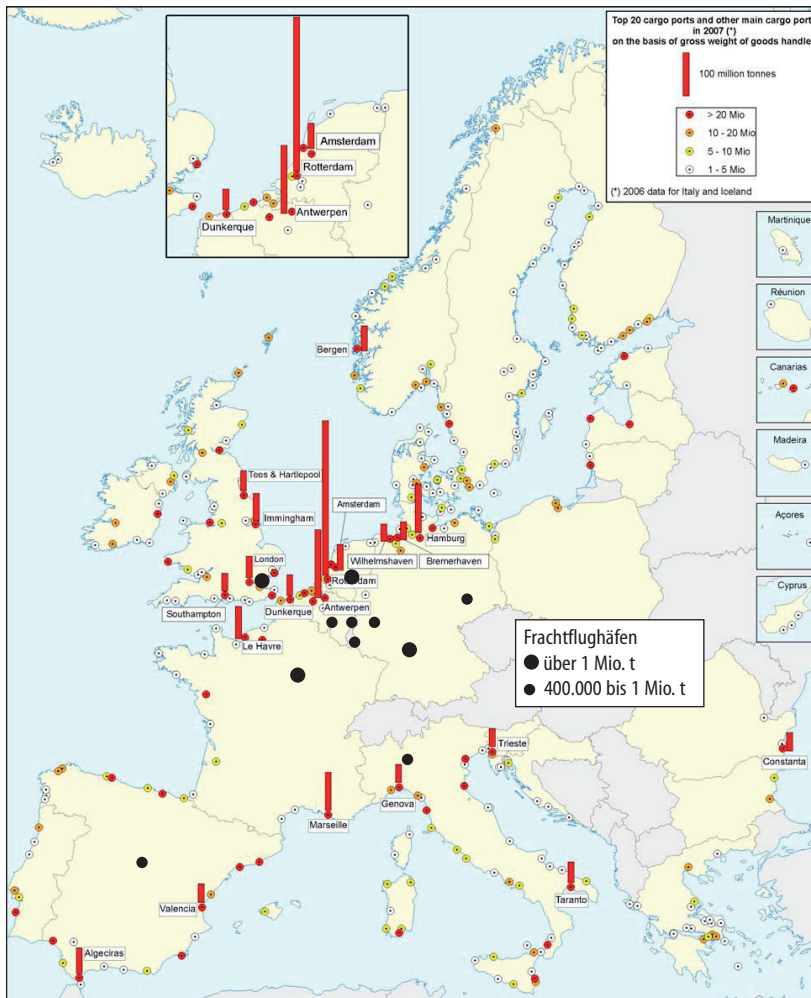 Top 20 cargo ports and other main cargo port
in 2007 (*)
on the basis of gross weight of goods handle
100 million tonnes
> 20 Mio
10 - 20 Mio
5 - 10 Mio
1 - 5 Mio
(*) 2006 data for Italy and Iceland
Amsterdam
Rotterdam
Antwerpen
Dunkerque
Martinique
Réunion
Canarias
Madeira
Açores
Cyprus
Bergen
Tees & Hartlepool
Immingham
London
Southampton
Dunkerque
Le Havre
Amsterdam
Rotterdam
Antwerpen
Wilhelmshaven
Bremerhaven
Hamburg
Frachtflughäfen
über 1 Mio. t
400.000 bis 1 Mio. t
Trieste
Constanta
Genova
Marseille
Valencia
Taranto
Algeciras